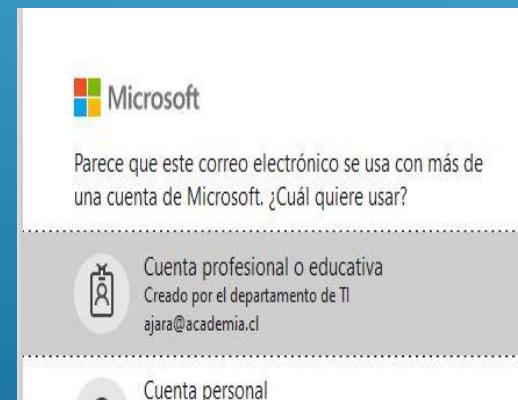 Microsoft
Parece que este correo electrónico se usa con más de
una cuenta de Microsoft. ¿Cuál quiere usar?
Cuenta profesional o educativa
Creado por el departamento de TI
ajara@academia.cl
Cuenta personal